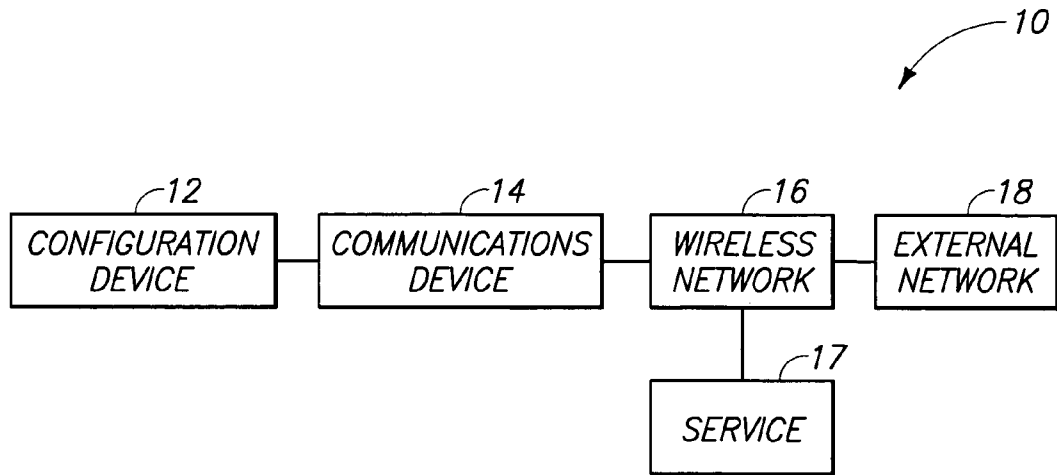 10
12
CONFIGURATION
DEVICE
14
COMMUNICATIONS
DEVICE
16
WIRELESS
NETWORK
18
EXTERNAL
NETWORK
17
SERVICE